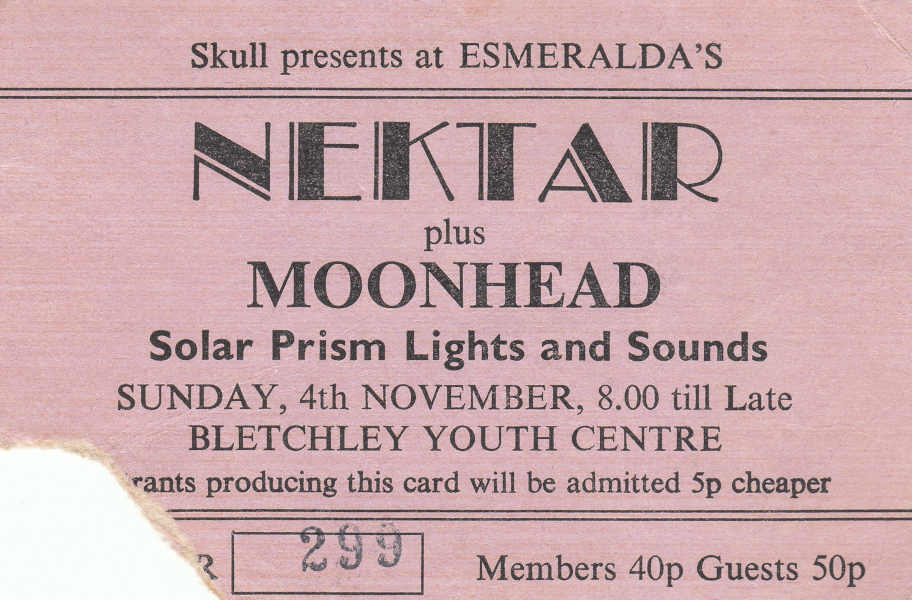 Skull presents at ESMERALDA'S
NEKTAR
plus
MOONHEAD
Solar Prism Lights and Sounds
SUNDAY, 4th NOVEMBER, 8.00 till Late
BLETCHLEY YOUTH CENTRE
rants producing this card will be admitted 5p cheaper
R 299 Members 40p Guests 50p